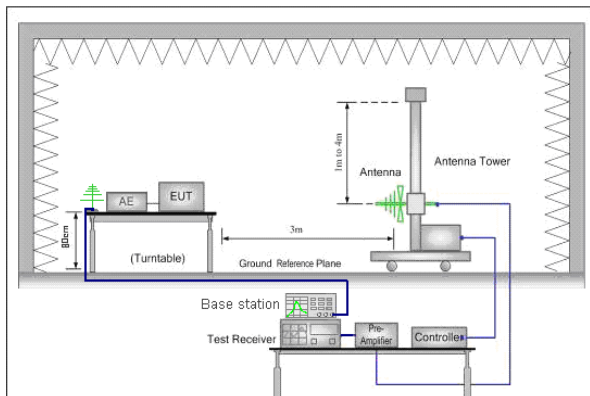 1m to 4m
Antenna
Antenna Tower
AE
EUT
80cm
3m
(Turntable)
Ground Reference Plane
Base station
Test Receiver
Pre-
Amplifier
Controller